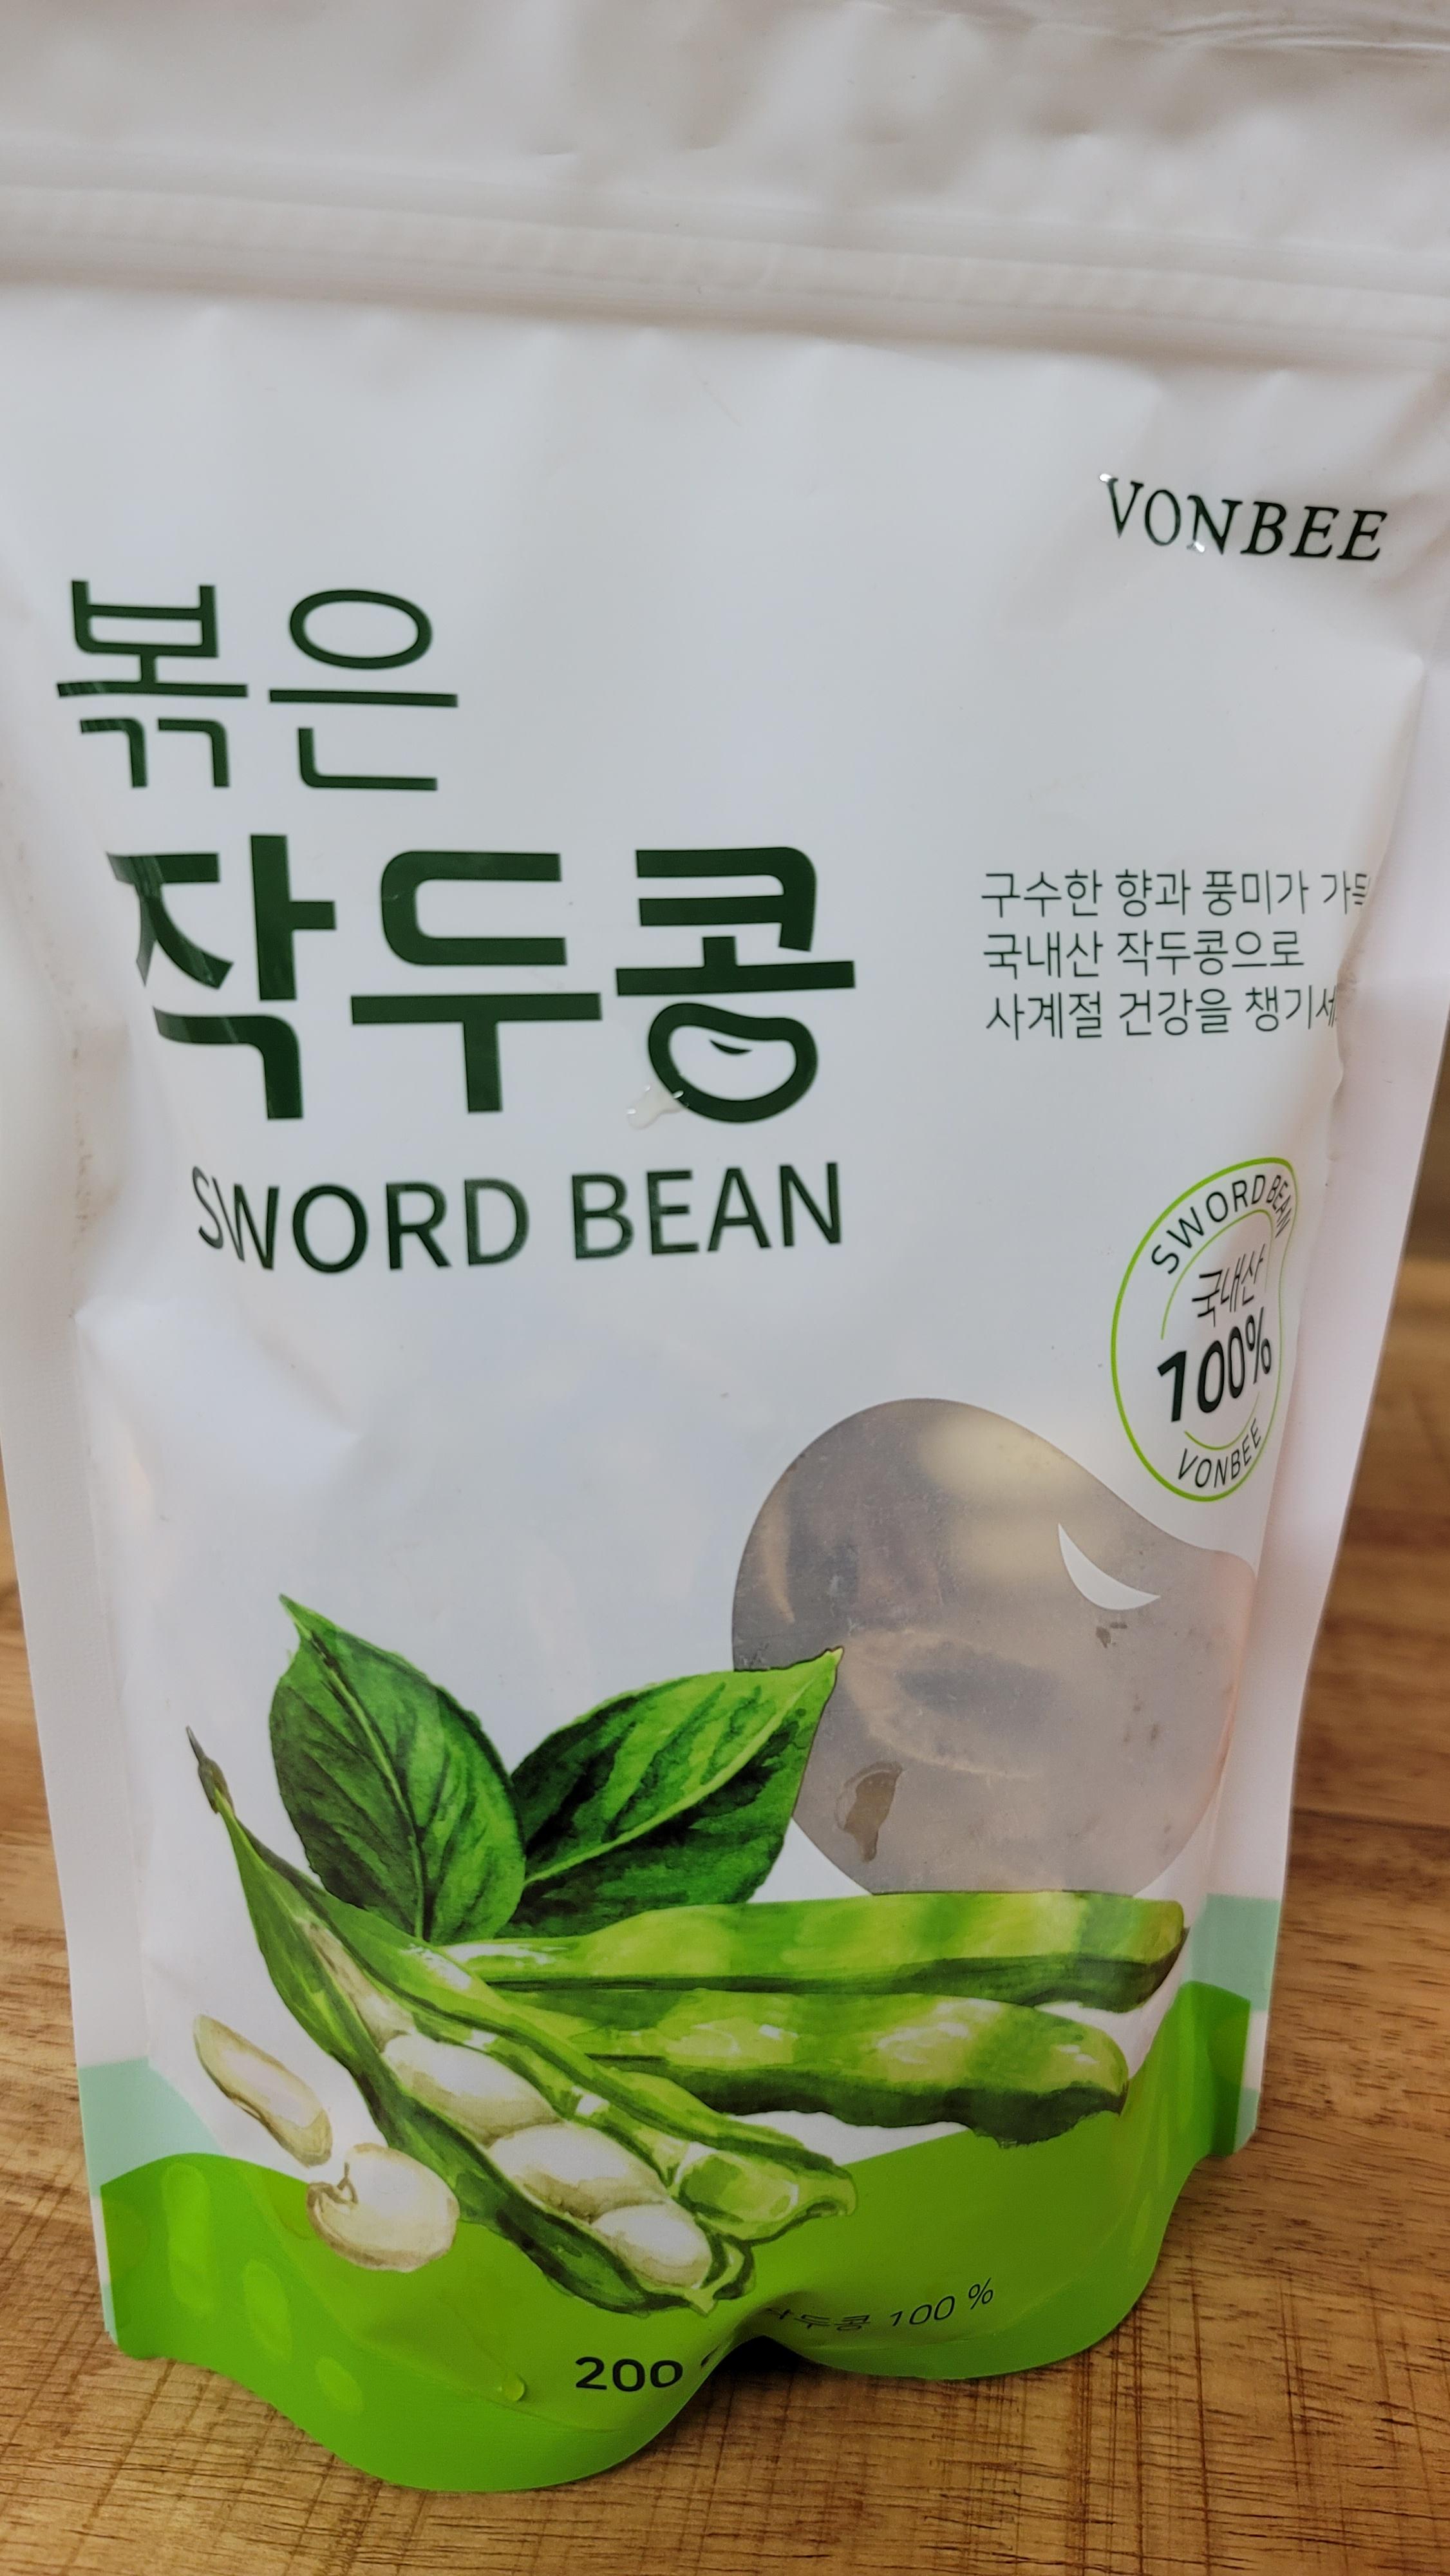 VONBEE
볶은
작두콩
SWORD BEAN
구수한 향과 풍미가
국내산 작두콩으로
사계절 건강을
SWORD BEAN
국내산
100%
VONBEE
200
100 %